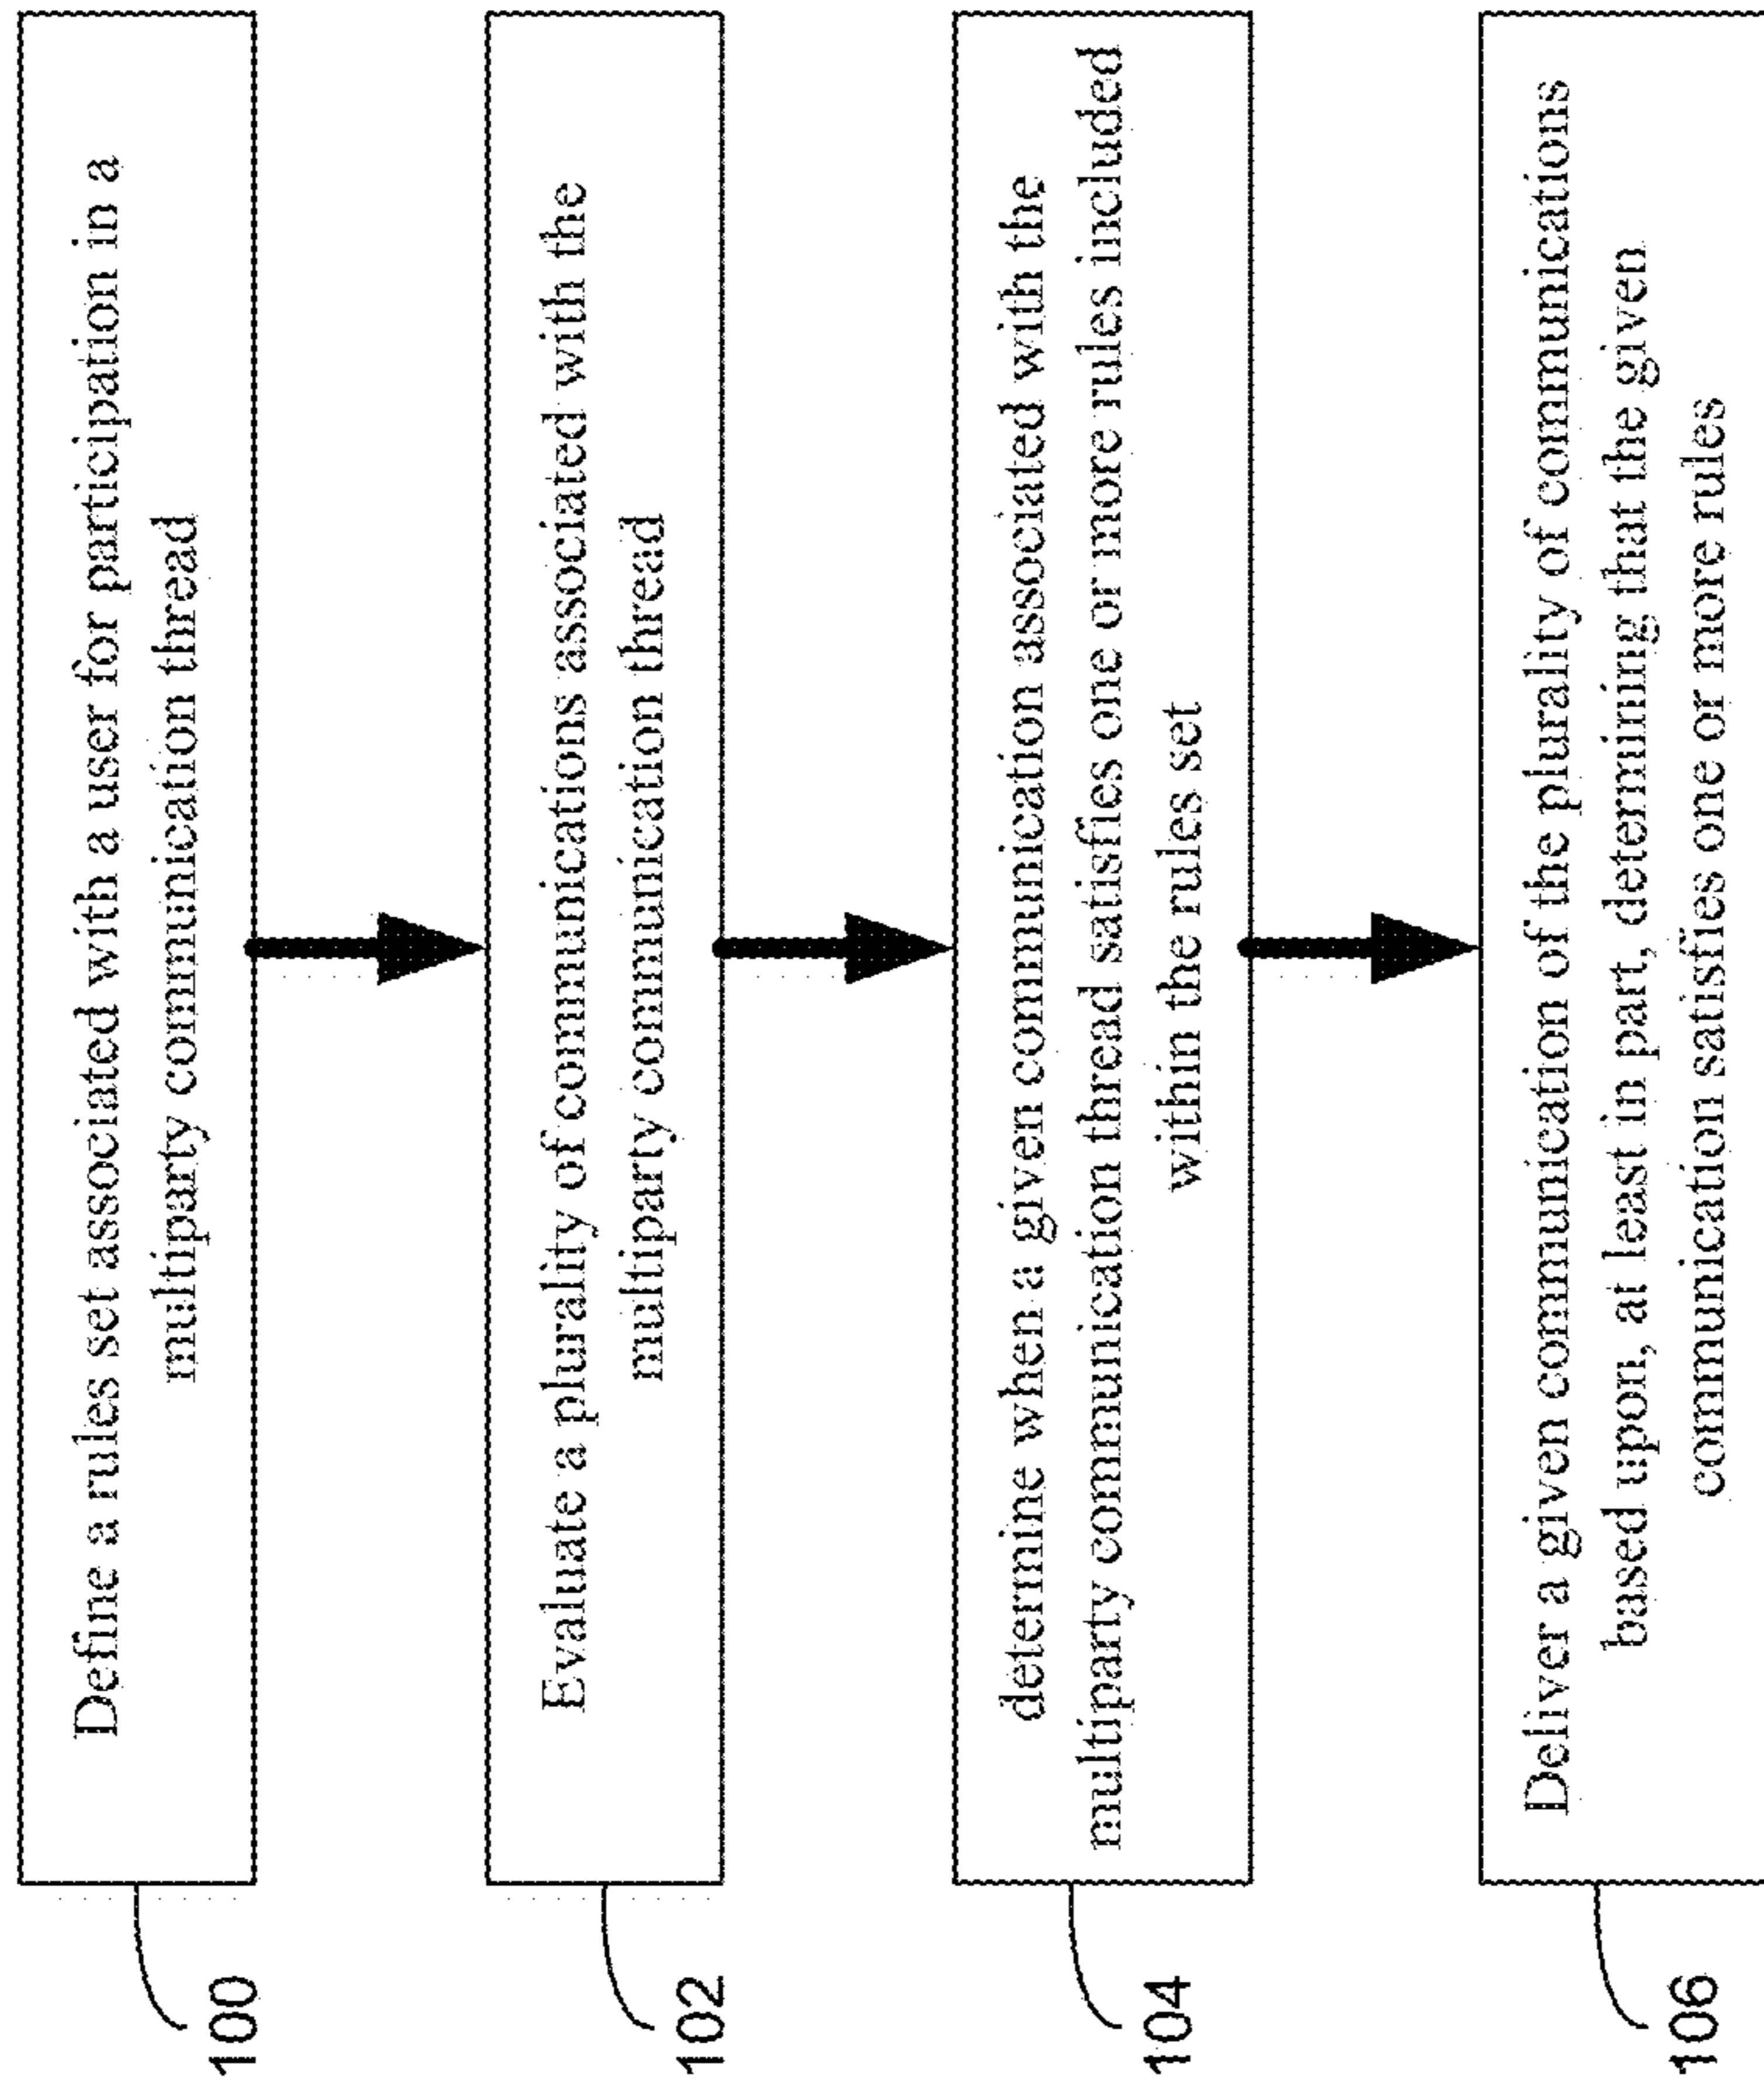 Define a rules set associated with a user for participation in a
multiparty communication thread
100
Evaluate a plurality of communications associated with the
multiparty communication thread
102
determine when a given communication associated with the
multiparty communication thread satisfies one or more rules included
within the rules set
104
Deliver a given communication of the plurality of communications
based upon, at least in part, determining that the given
communication satisfies one or more rules
106